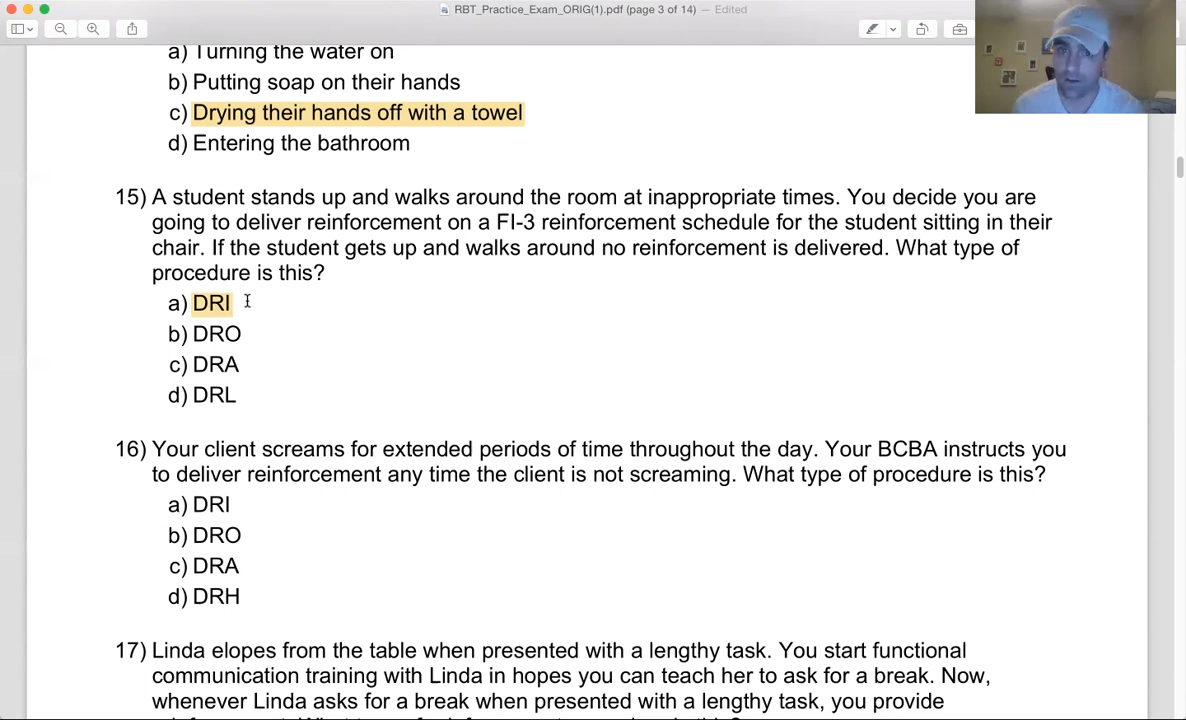 RBT_Practice_Exam_ORIG(1).pdf (page 3 of 14) — Edited
a) Turning the water on
b) Putting soap on their hands
c) Drying their hands off with a towel
d) Entering the bathroom
15) A student stands up and walks around the room at inappropriate times. You decide you are
going to deliver reinforcement on a FI-3 reinforcement schedule for the student sitting in their
chair. If the student gets up and walks around no reinforcement is delivered. What type of
procedure is this?
a) DRI
b) DRO
c) DRA
d) DRL
16) Your client screams for extended periods of time throughout the day. Your BCBA instructs you
to deliver reinforcement any time the client is not screaming. What type of procedure is this?
a) DRI
b) DRO
c) DRA
d) DRH
17) Linda elopes from the table when presented with a lengthy task. You start functional
communication training with Linda in hopes you can teach her to ask for a break. Now,
whenever Linda asks for a break when presented with a lengthy task, you provide